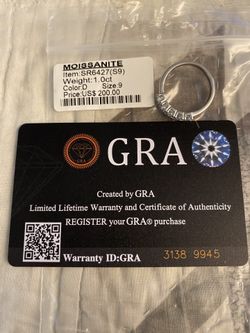 MOISSANITE
Item:SR6427(S9)
Weight:1.0ct
Color:D Size:9
Price:US$ 200.00
GRA
Created by GRA
Limited Lifetime Warranty and Certificate of Authenticity
REGISTER your GRA® purchase
Warranty ID:GRA
3138 9945